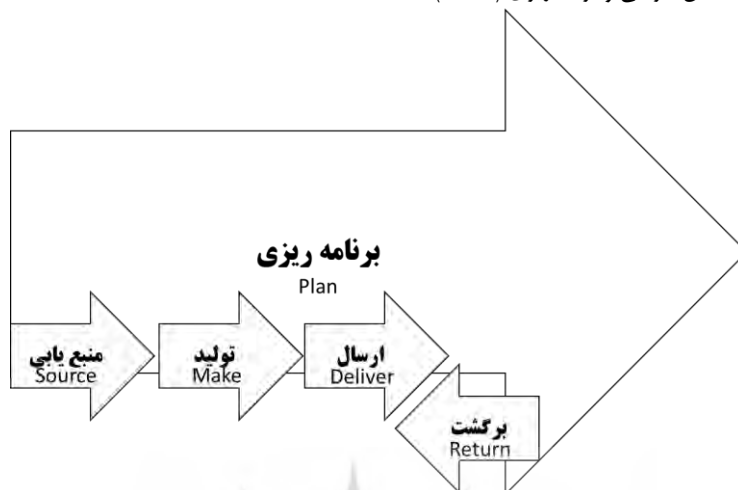 برنامه ریزی
Plan
منبع یابی
Source
تولید
Make
ارسال
Deliver
برگشت
Return